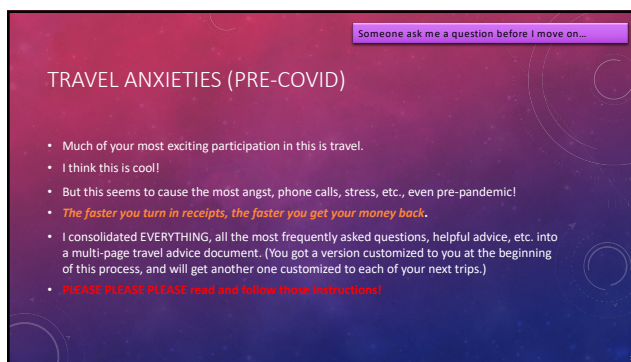 Someone ask me a question before I move on…
TRAVEL ANXIETIES (PRE-COVID)
• Much of your most exciting participation in this is travel.
• I think this is cool!
• But this seems to cause the most angst, phone calls, stress, etc., even pre-pandemic!
• The faster you turn in receipts, the faster you get your money back.
• I consolidated EVERYTHING, all the most frequently asked questions, helpful advice, etc. into
a multi-page travel advice document. (You got a version customized to you at the beginning
of this process, and will get another one customized to each of your next trips.)
• PLEASE PLEASE PLEASE read and follow those instructions!